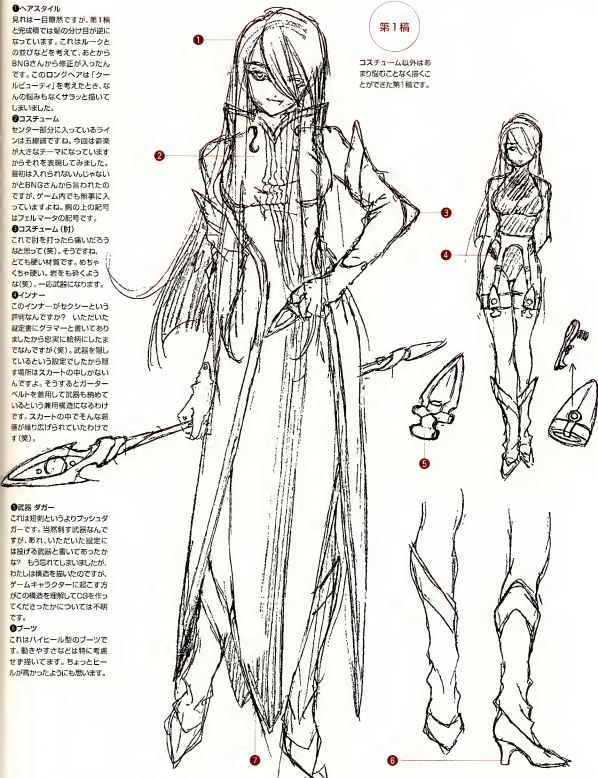 ❶ヘアスタイル
見れば一目瞭然ですが、第1稿
と完成稿では髪の分け目が逆に
なっています。これはルークと
の並びなどを考えて、あとから
BNGさんから修正が入ったん
です。このロングヘアは「クー
ルビューティ」を考えたとき、な
んの悩みもなくサラッと描いて
しまいました。
❷コスチューム
センター部分に入っているライ
ンは五線譜ですね。今回は音楽
が大きなテーマになっています
からそれを表現してみました。
最初は入れられないんじゃない
かとBNGさんから言われたの
ですが、ゲーム内でも無事に入
っていますよね。胸の上の記号
はフェルマータの記号です。
❸コスチューム(肘)
これで肘を打ったら痛いだろう
なと思って(笑)。そうですね、
とても硬い材質です。めちゃ
くちゃ硬い。岩をも砕くよう
な(笑)。一応武器になります。
❹インナー
このインナーがセクシーという
評判なんですか? いただいた
設定書にグラマーと書いてあり
ましたから忠実に絵柄にしたま
でなんですが(笑)。武器を隠し
ているという設定でしたから隠
す場所はスカートの中しかない
んですよ。そうするとガーター
ベルトを着用して武器も納めて
いるという兼用構造になるわけ
です。スカートの中でそんな葛
藤が繰り広げられていたわけで
す(笑)。
❺武器 ダガー
これは短剣というよりプッシュダ
ガーです。当然刺す武器なんで
すが、あれ、いただいた設定に
は投げる武器と書いてあったか
な? もう忘れてしまいましたが、
わたしは構造を描いたのですが、
ゲームキャラクターに起こす方
がこの構造を理解してCGを作っ
てくださったかについては不明
です。
❻ブーツ
これはハイヒール型のブーツで
す。動きやすさなどは特に考慮
せず描いてます。ちょっとヒー
ルが高かったようにも思います。
第1稿
コスチューム以外はあ
まり悩むことなく描くこ
とができた第1稿です。
❶
❷
❸
❹
❺
❼
❻